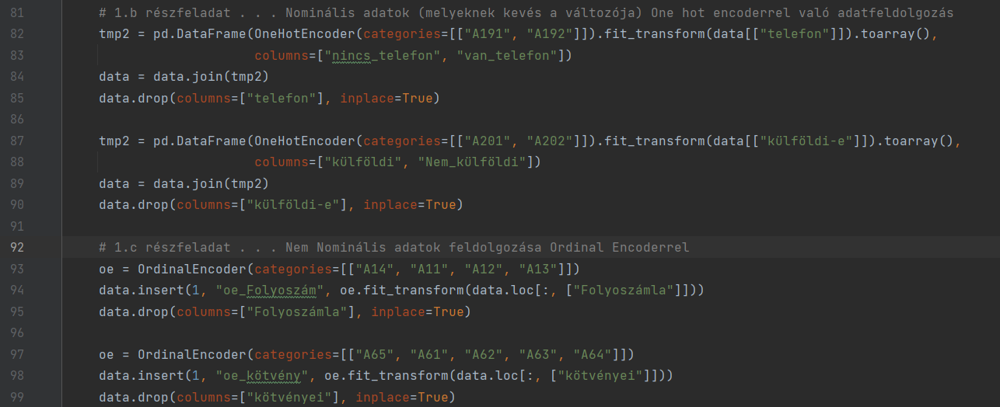 81 # 1.b részfeladat . . . Nominális adatok (melyeknek kevés a változója) One hot encoderrel való adatfeldolgozás
82 tmp2 = pd.DataFrame(OneHotEncoder(categories=[["A191", "A192"]]).fit_transform(data[["telefon"]]).toarray(),
83 columns=["nincs_telefon", "van_telefon"])
84 data = data.join(tmp2)
85 data.drop(columns=["telefon"], inplace=True)
86
87 tmp2 = pd.DataFrame(OneHotEncoder(categories=[["A201", "A202"]]).fit_transform(data[["külföldi-e"]]).toarray(),
88 columns=["külföldi", "Nem_külföldi"])
89 data = data.join(tmp2)
90 data.drop(columns=["külföldi-e"], inplace=True)
91
92 # 1.c részfeladat . . . Nem Nominális adatok feldolgozása Ordinal Encoderrel
93 oe = OrdinalEncoder(categories=[["A14", "A11", "A12", "A13"]])
94 data.insert(1, "oe_Folyoszám", oe.fit_transform(data.loc[:, ["Folyoszámla"]]))
95 data.drop(columns=["Folyoszámla"], inplace=True)
96
97 oe = OrdinalEncoder(categories=[["A65", "A61", "A62", "A63", "A64"]])
98 data.insert(1, "oe_kötvény", oe.fit_transform(data.loc[:, ["kötvényei"]]))
99 data.drop(columns=["kötvényei"], inplace=True)